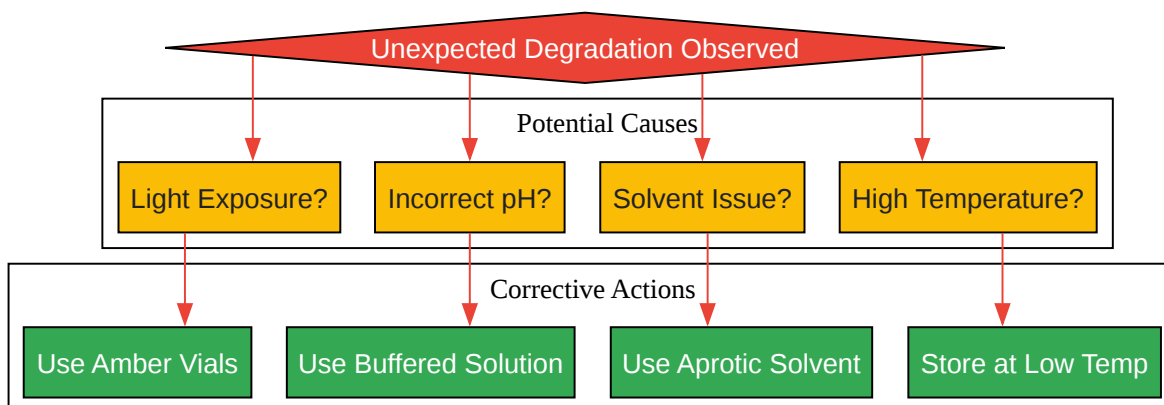 Unexpected Degradation Observed
Potential Causes
Light Exposure?
Incorrect pH?
Solvent Issue?
High Temperature?
Corrective Actions
Use Amber Vials
Use Buffered Solution
Use Aprotic Solvent
Store at Low Temp